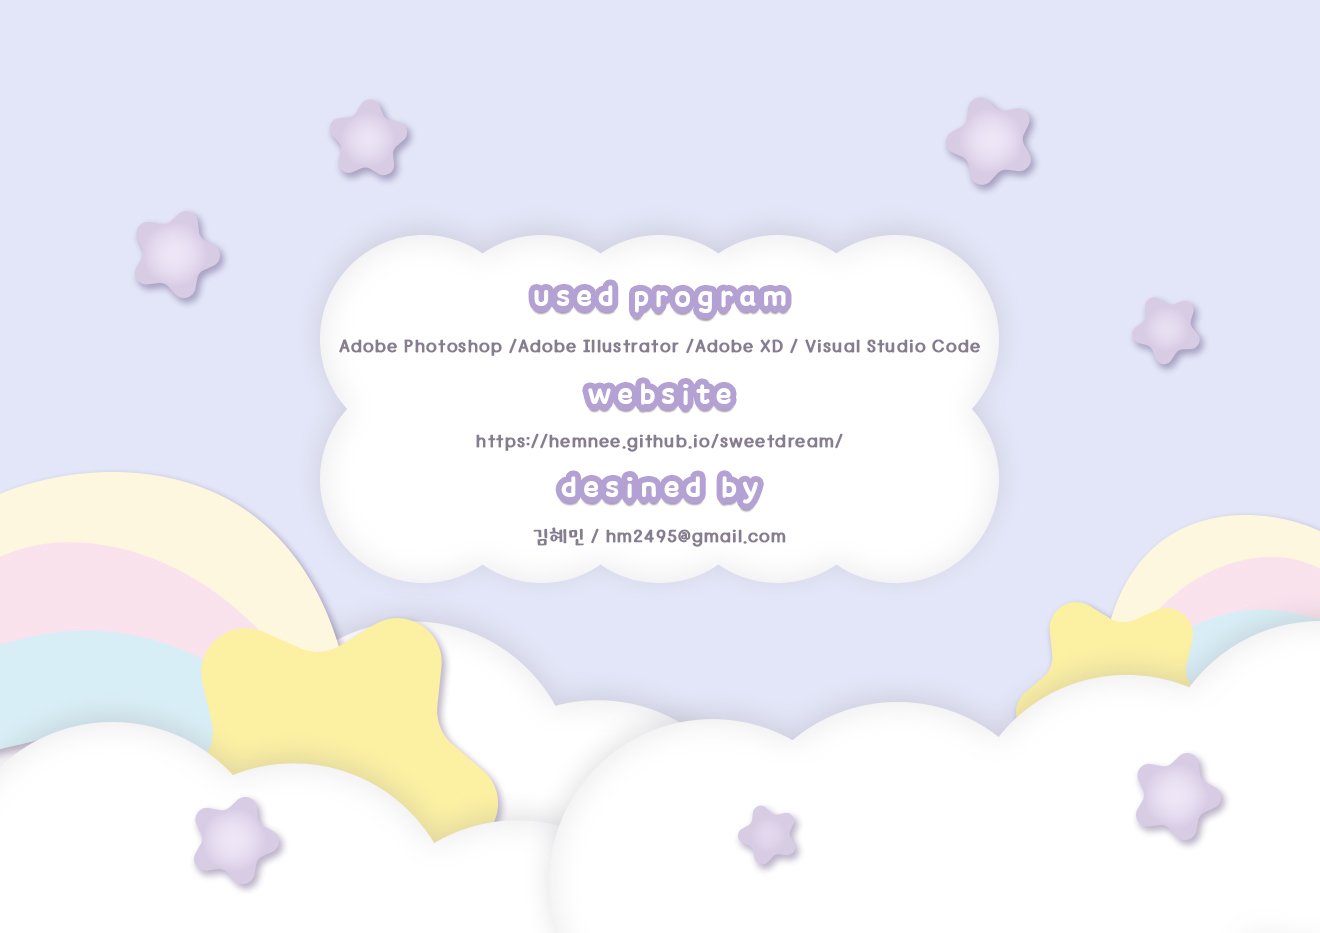 used program
Adobe Photoshop /Adobe Illustrator /Adobe XD / Visual Studio Code
website
https://hemnee.github.io/sweetdream/
desined by
김혜민 / hm2495@gmail.com